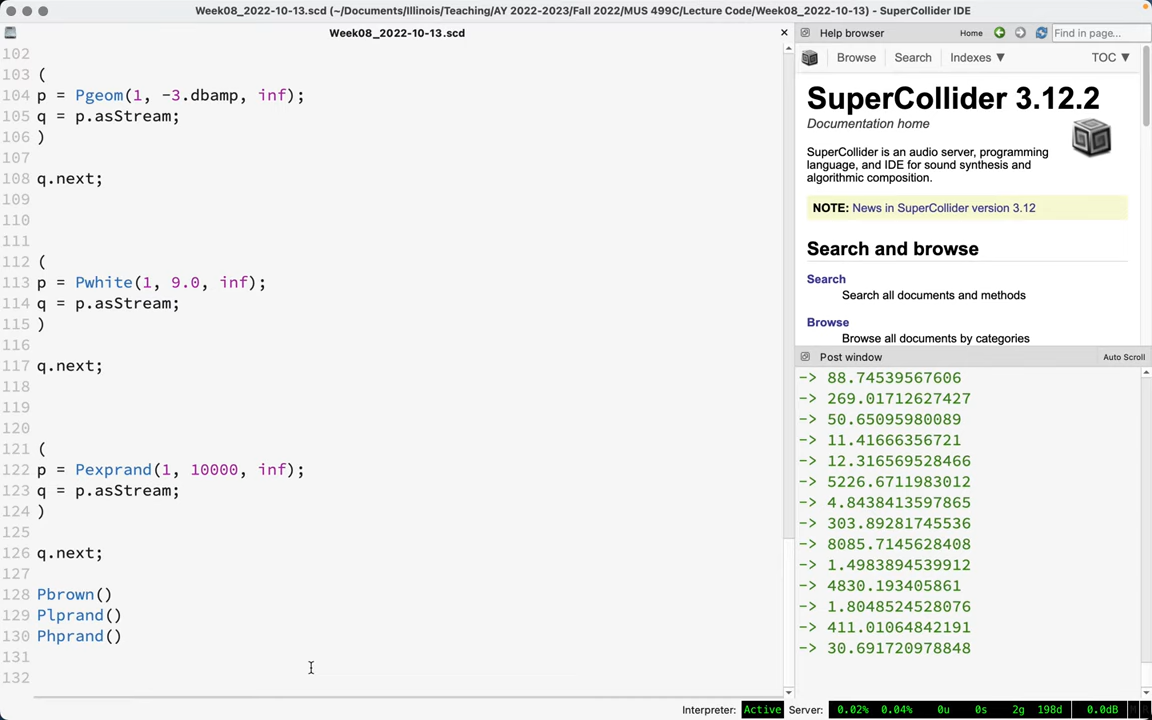 Week08_2022-10-13.scd (~/Documents/Illinois/Teaching/AY 2022-2023/Fall 2022/MUS 499C/Lecture Code/Week08_2022-10-13) - SuperCollider IDE
Week08_2022-10-13.scd
102
103 (
104 p = Pgeom(1, -3.dbamp, inf);
105 q = p.asStream;
106 )
107
108 q.next;
109
110
111
112 (
113 p = Pwhite(1, 9.0, inf);
114 q = p.asStream;
115 )
116
117 q.next;
118
119
120
121 (
122 p = Pexprand(1, 10000, inf);
123 q = p.asStream;
124 )
125
126 q.next;
127
128 Pbrown()
129 Plprand()
130 Phprand()
131
132
Help browser Home Find in page...
Browse Search Indexes ▼ TOC ▼
SuperCollider 3.12.2
Documentation home
SuperCollider is an audio server, programming
language, and IDE for sound synthesis and
algorithmic composition.
NOTE: News in SuperCollider version 3.12
Search and browse
Search
Search all documents and methods
Browse
Browse all documents by categories
Post window Auto Scroll
-> 88.74539567606
-> 269.01712627427
-> 50.65095980089
-> 11.41666356721
-> 12.316569528466
-> 5226.6711983012
-> 4.8438413597865
-> 303.89281745536
-> 8085.7145628408
-> 1.4983894539912
-> 4830.193405861
-> 1.8048524528076
-> 411.01064842191
-> 30.691720978848
Interpreter: Active Server: 0.02% 0.04% 0u 0s 2g 198d 0.0dB